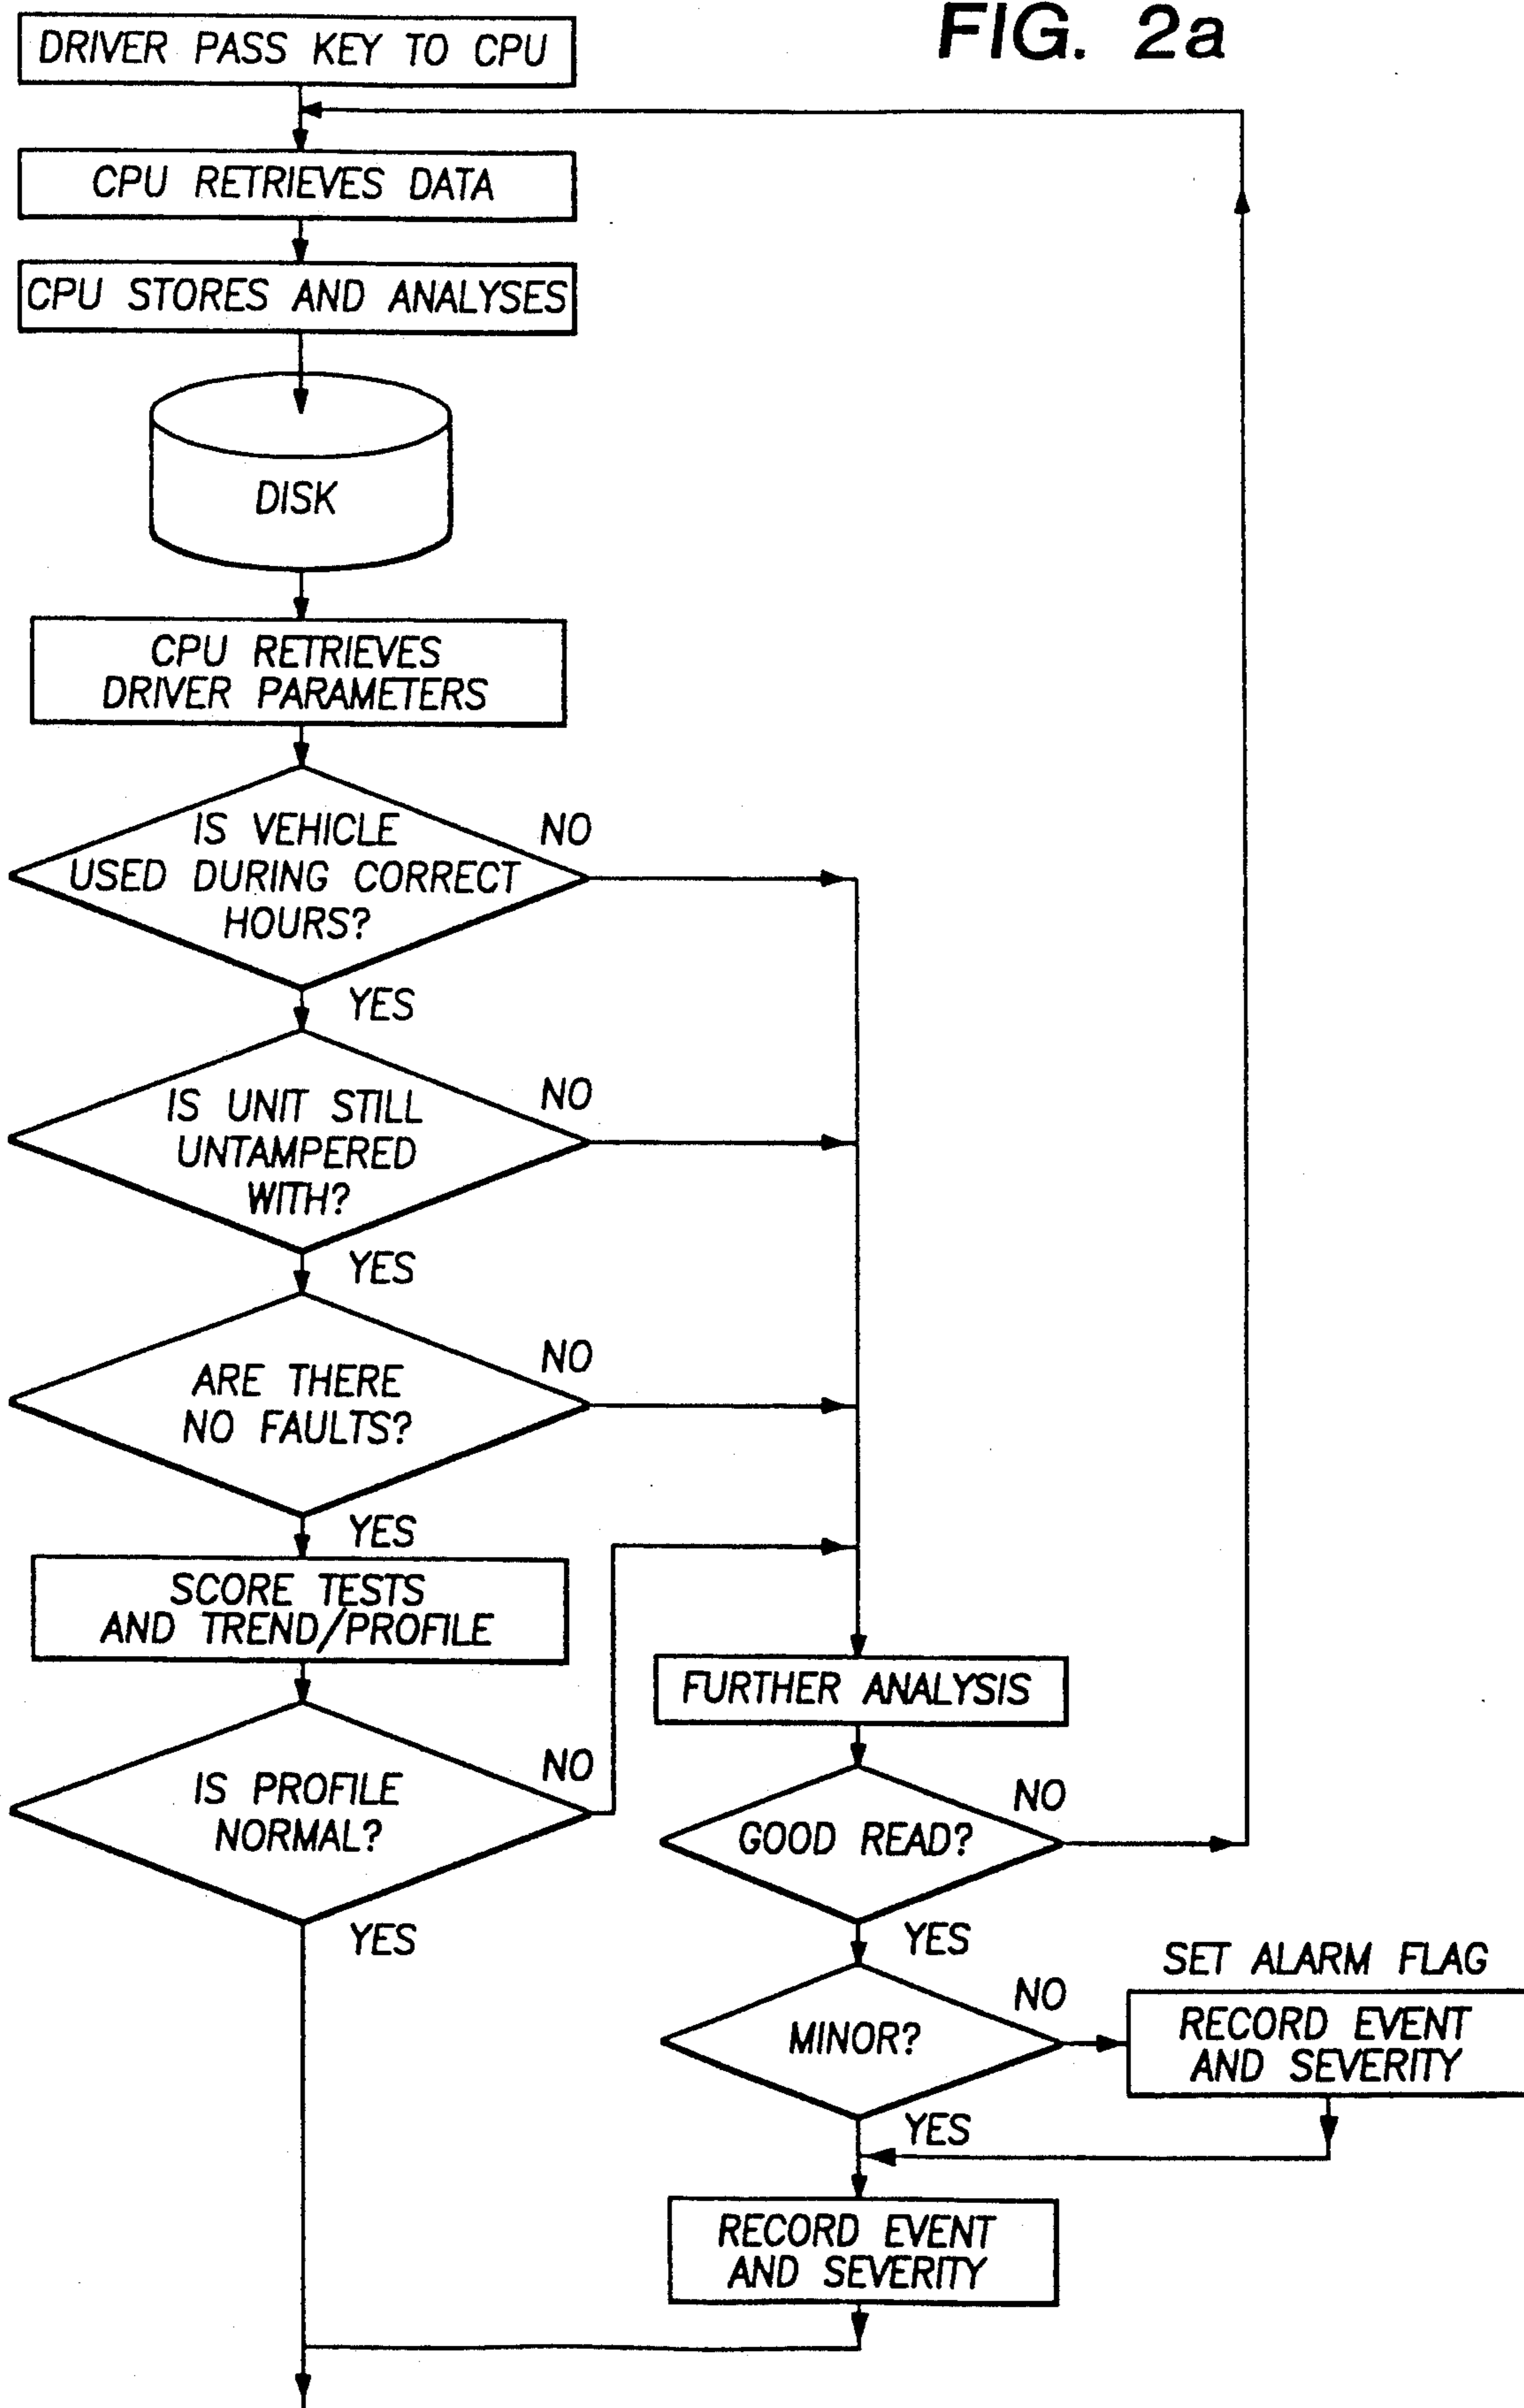 FIG. 2a
DRIVER PASS KEY TO CPU
CPU RETRIEVES DATA
CPU STORES AND ANALYSES
DISK
CPU RETRIEVES
DRIVER PARAMETERS
IS VEHICLE
USED DURING CORRECT
HOURS?
NO
YES
IS UNIT STILL
UNTAMPERED
WITH?
NO
YES
ARE THERE
NO FAULTS?
NO
YES
SCORE TESTS
AND TREND/PROFILE
IS PROFILE
NORMAL?
NO
YES
FURTHER ANALYSIS
GOOD READ?
NO
YES
MINOR?
NO
YES
SET ALARM FLAG
RECORD EVENT
AND SEVERITY
RECORD EVENT
AND SEVERITY